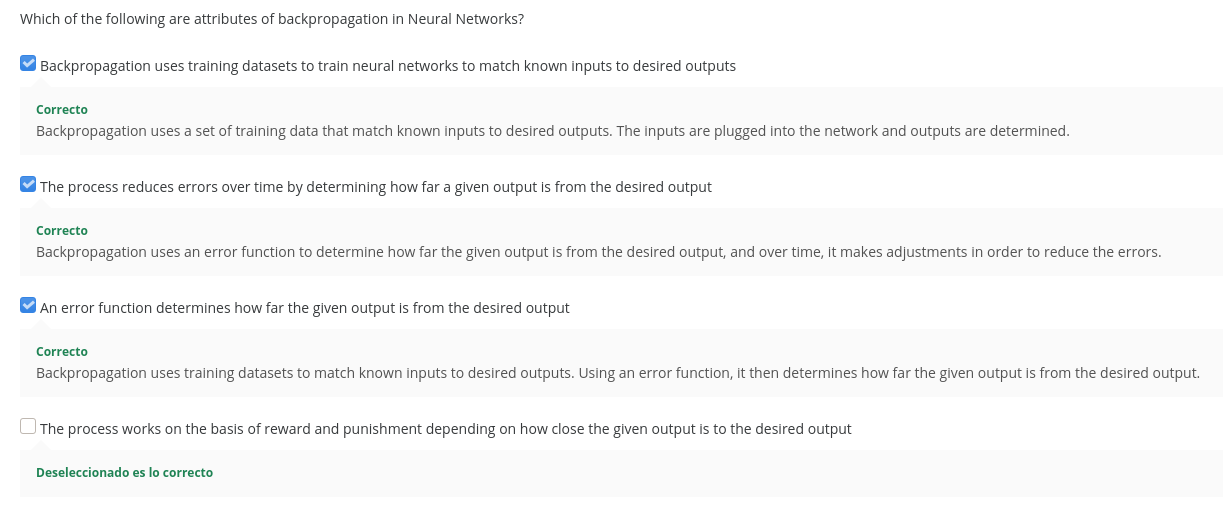 Which of the following are attributes of backpropagation in Neural Networks?
Backpropagation uses training datasets to train neural networks to match known inputs to desired outputs
Correcto
Backpropagation uses a set of training data that match known inputs to desired outputs. The inputs are plugged into the network and outputs are determined.
The process reduces errors over time by determining how far a given output is from the desired output
Correcto
Backpropagation uses an error function to determine how far the given output is from the desired output, and over time, it makes adjustments in order to reduce the errors.
An error function determines how far the given output is from the desired output
Correcto
Backpropagation uses training datasets to match known inputs to desired outputs. Using an error function, it then determines how far the given output is from the desired output.
The process works on the basis of reward and punishment depending on how close the given output is to the desired output
Deseleccionado es lo correcto